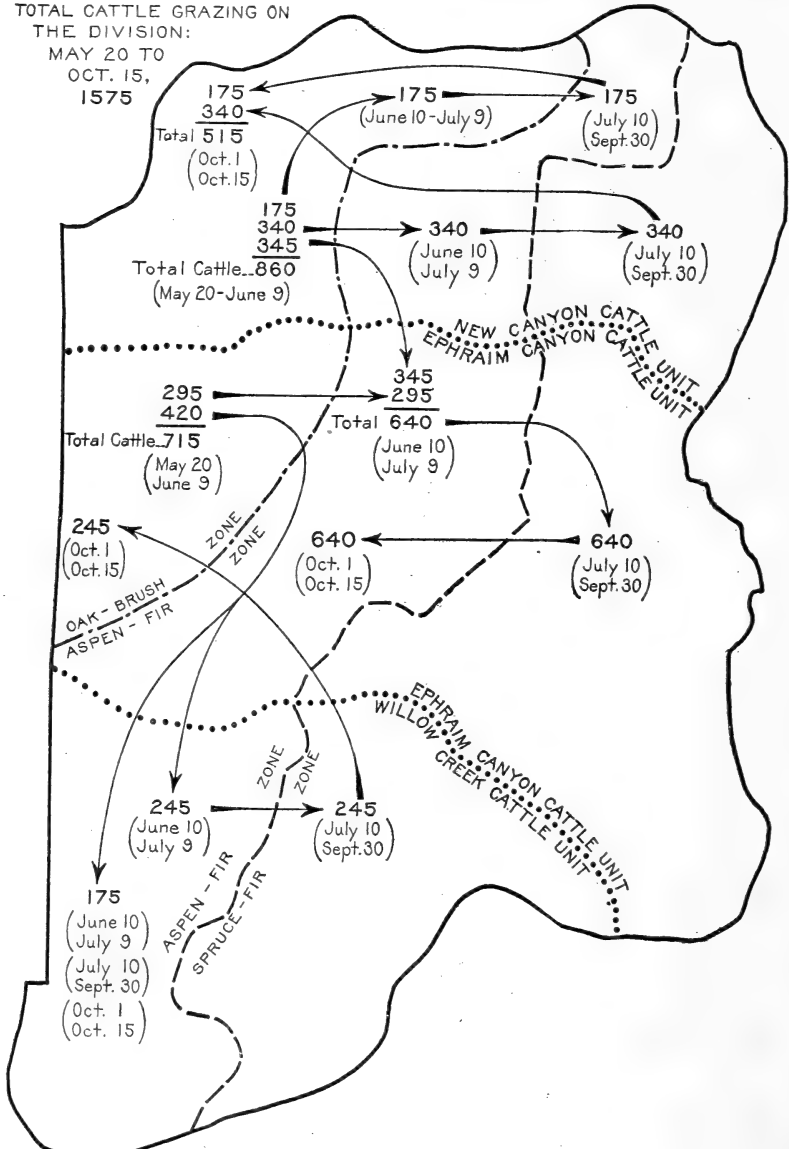 TOTAL CATTLE GRAZING ON
THE DIVISION:
MAY 20 TO
OCT. 15,
1575
175
340
Total 515
(Oct. 1
Oct. 15)
175
(June 10-July 9)
175
(July 10
Sept. 30)
175
340
345
Total Cattle--860
(May 20-June 9)
340
(June 10
July 9)
340
(July 10
Sept. 30)
NEW CANYON CATTLE UNIT
EPHRAIM CANYON CATTLE UNIT
295
420
Total Cattle--715
(May 20
June 9)
345
295
Total 640
(June 10
July 9)
245
(Oct. 1
Oct. 15)
640
(Oct. 1
Oct. 15)
640
(July 10
Sept. 30)
OAK-BRUSH ZONE
ASPEN-FIR ZONE
EPHRAIM CANYON CATTLE UNIT
WILLOW CREEK CATTLE UNIT
245
(June 10
July 9)
245
(July 10
Sept. 30)
ASPEN-FIR ZONE
SPRUCE-FIR ZONE
175
(June 10
July 9)
(July 10
Sept. 30)
(Oct. 1
Oct. 15)